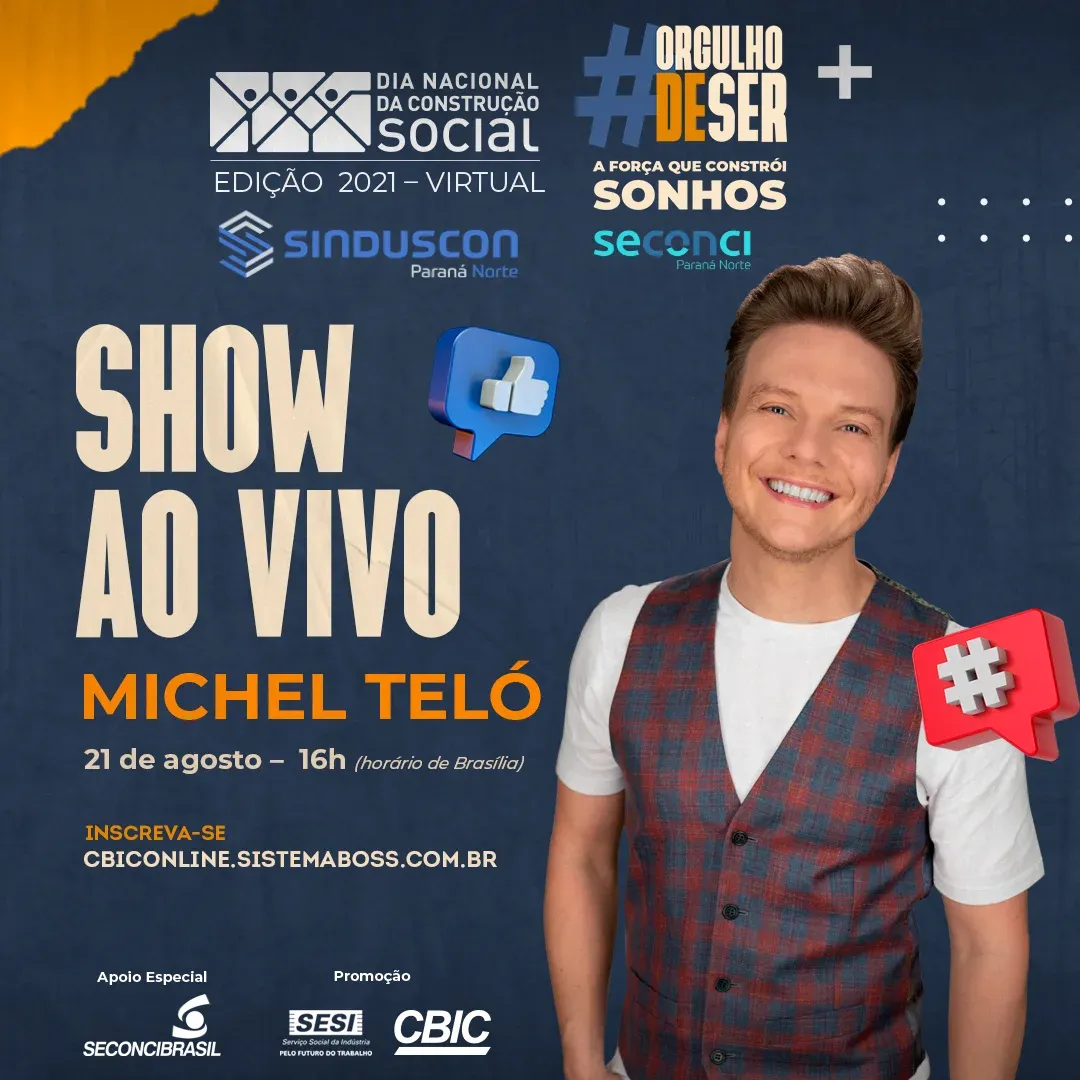 DIA NACIONAL
DA CONSTRUÇÃO
SOCIAL
EDIÇÃO 2021 – VIRTUAL
SINDUSCON
Paraná Norte
#ORGULHO
DESER
A FORÇA QUE CONSTRÓI
SONHOS
seconci
Paraná Norte
SHOW
AO VIVO
MICHEL TELÓ
21 de agosto – 16h (horário de Brasília)
INSCREVA-SE
CBICONLINE.SISTEMABOSS.COM.BR
Apoio Especial
SECONCIBRASIL
Promoção
SESI
Serviço Social da Indústria
PELO FUTURO DO TRABALHO
CBIC
#